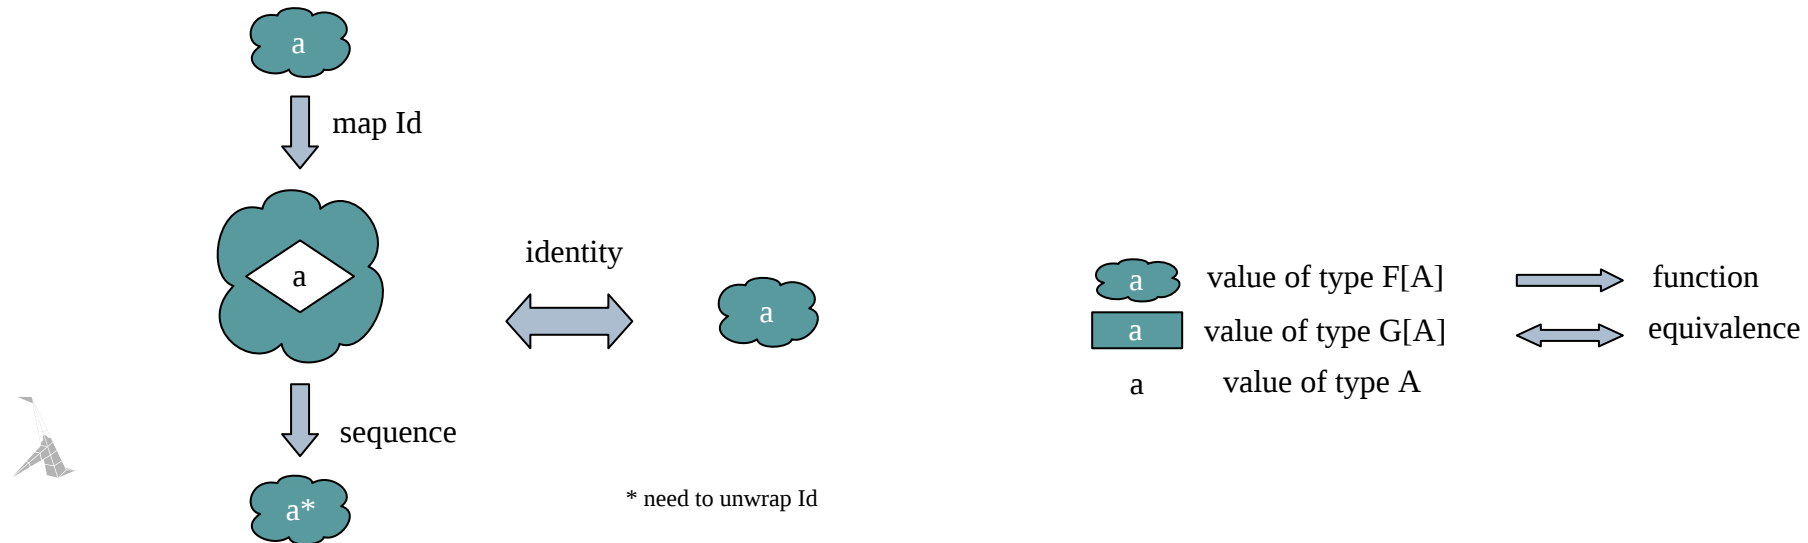 a
map Id
a
identity
a
sequence
a*
* need to unwrap Id
a value of type F[A]
function
a value of type G[A]
equivalence
a value of type A